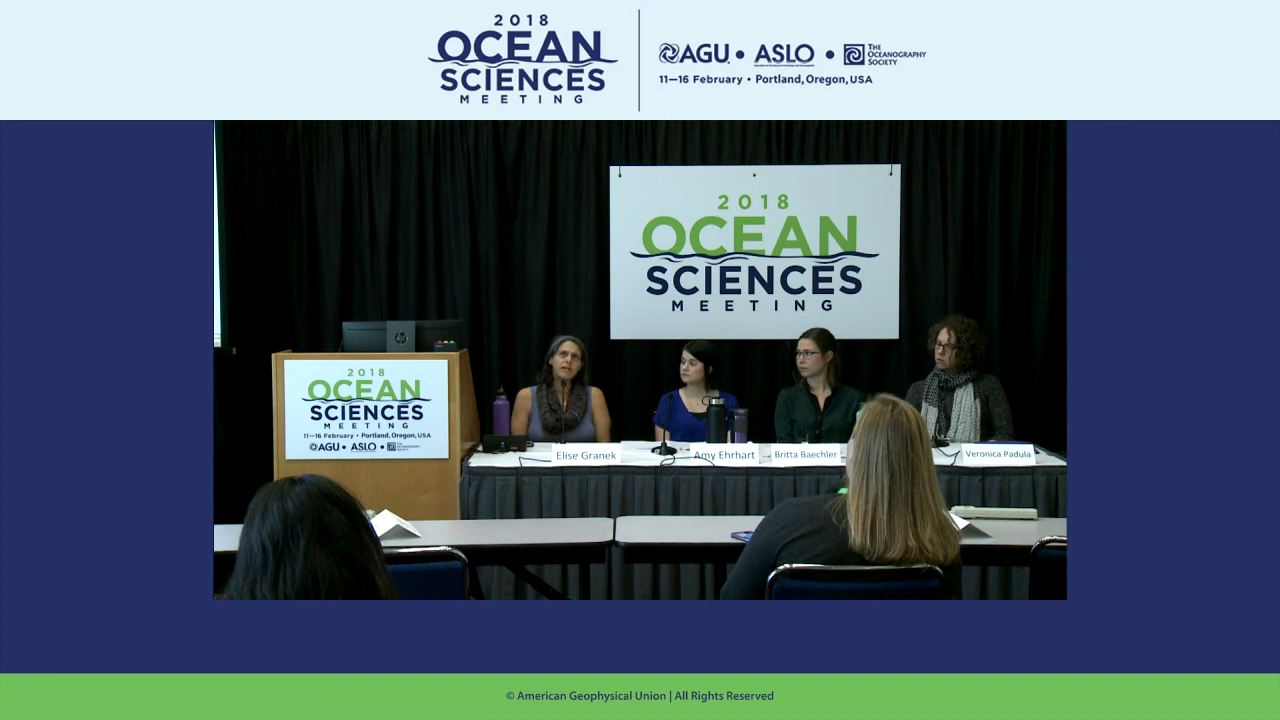 2018
OCEAN
SCIENCES
MEETING
AGU • ASLO • THE OCEANOGRAPHY SOCIETY
11–16 February • Portland, Oregon, USA
2018
OCEAN
SCIENCES
MEETING
2018
OCEAN
SCIENCES
MEETING
11–16 February • Portland, Oregon, USA
AGU • ASLO •
Elise Granek
Amy Ehrhart
Britta Baechler
Veronica Padula
© American Geophysical Union | All Rights Reserved